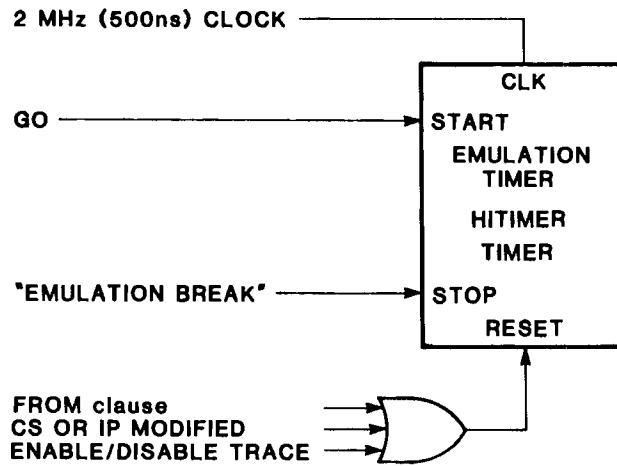 2 MHz (500ns) CLOCK
CLK
GO
START
EMULATION
TIMER
HITIMER
TIMER
"EMULATION BREAK"
STOP
RESET
FROM clause
CS OR IP MODIFIED
ENABLE/DISABLE TRACE